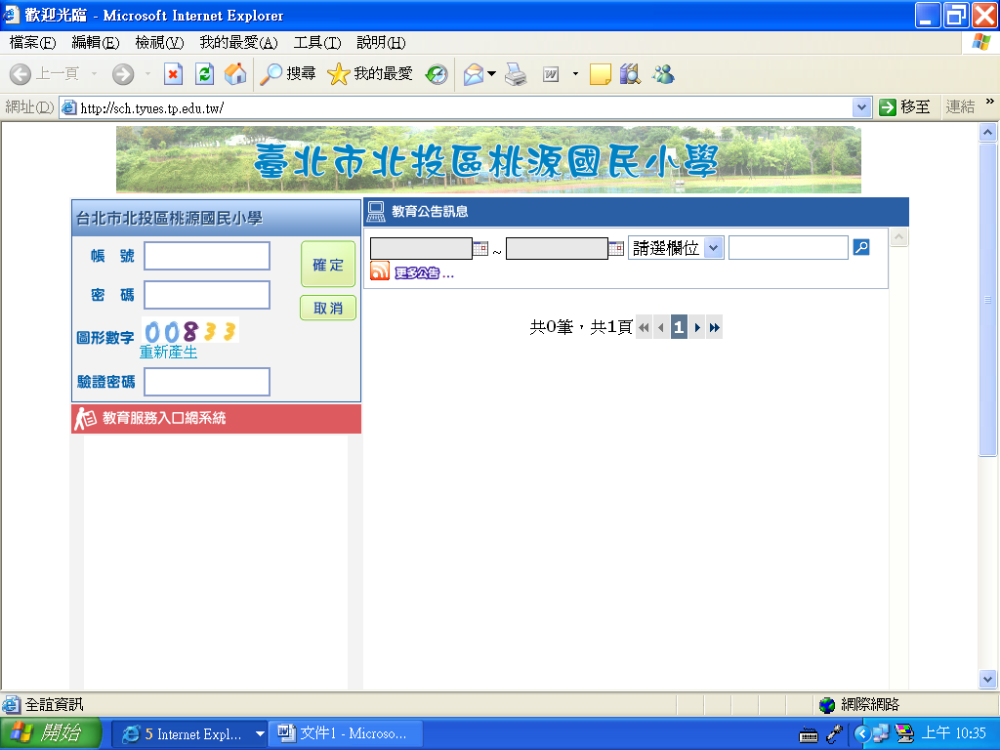 歡迎光臨 - Microsoft Internet Explorer
檔案(F) 編輯(E) 檢視(V) 我的最愛(A) 工具(T) 說明(H)
上一頁 搜尋 我的最愛
網址(D) http://sch.tyues.tp.edu.tw/ 移至 連結 »
臺北市北投區桃源國民小學
台北市北投區桃源國民小學
帳 號
確定
密 碼
取消
圖形數字 00833
重新產生
驗證密碼
教育服務入口網系統
教育公告訊息
~ 請選欄位
更多公告 ...
共0筆，共1頁 1
全誼資訊 網際網路
開始 5 Internet Expl... 文件1 - Microso... 上午 10:35